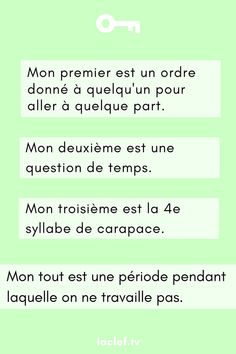 Mon premier est un ordre
donné à quelqu'un pour
aller à quelque part.
Mon deuxième est une
question de temps.
Mon troisième est la 4e
syllabe de carapace.
Mon tout est une période pendant
laquelle on ne travaille pas.
faclef.tv